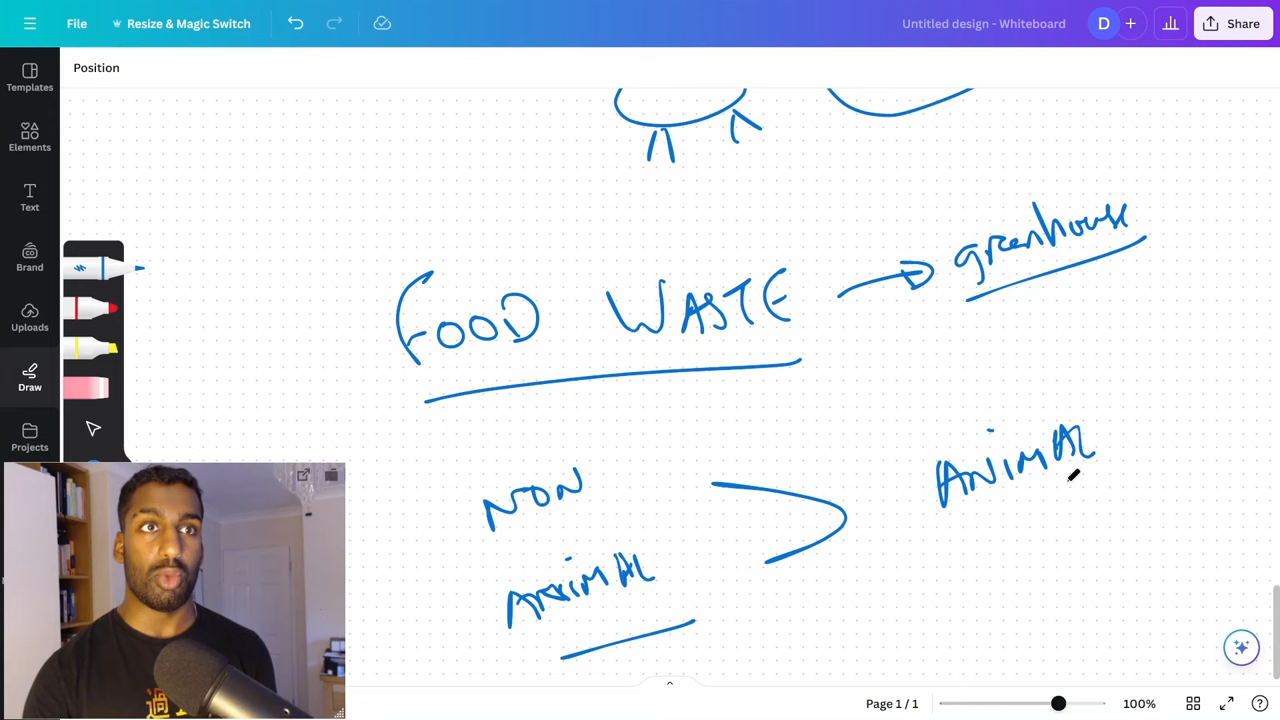 File
Resize & Magic Switch
Untitled design - Whiteboard
D
Share
Templates
Position
Elements
Text
Brand
Uploads
Draw
Projects
greenhouse
FOOD WASTE
ANIMAL
NON
ANIMAL
過
Page 1 / 1
100%